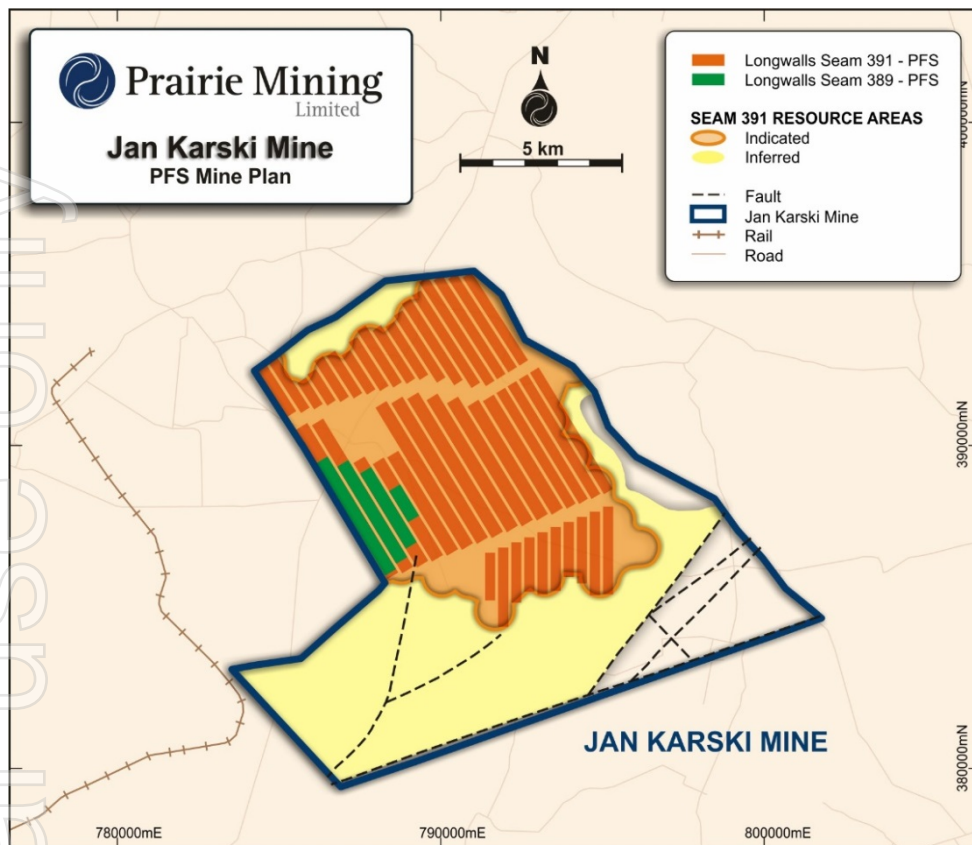 Prairie Mining
Limited
Jan Karski Mine
PFS Mine Plan
N
5 km
Longwalls Seam 391 - PFS
Longwalls Seam 389 - PFS
SEAM 391 RESOURCE AREAS
Indicated
Inferred
Fault
Jan Karski Mine
Rail
Road
400000mN
390000mN
380000mN
JAN KARSKI MINE
780000mE
790000mE
800000mE